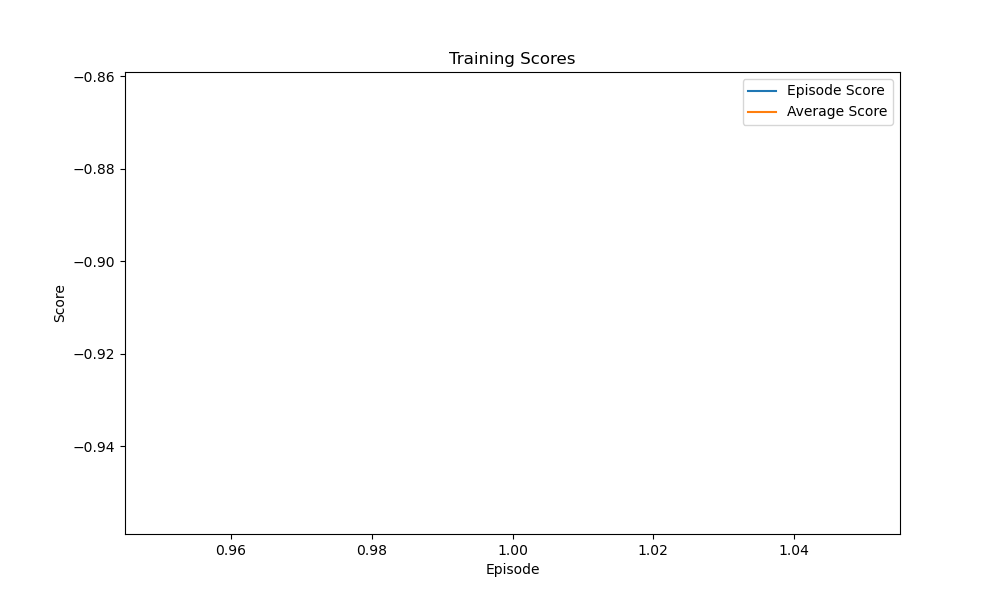 Training Scores
−0.86
−0.88
−0.90
−0.92
−0.94
Score
Episode Score
Average Score
0.96
0.98
1.00
1.02
1.04
Episode